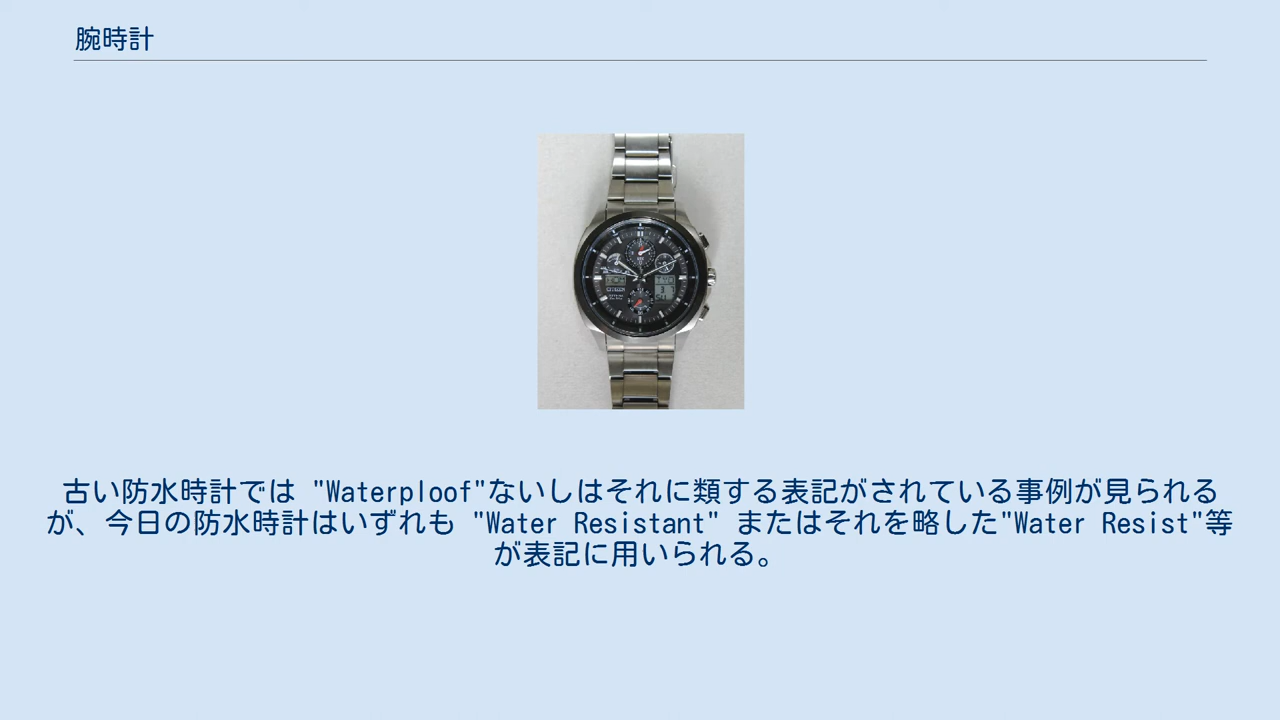 腕時計
CITIZEN
古い防水時計では "Waterploof"ないしはそれに類する表記がされている事例が見られる
が、今日の防水時計はいずれも "Water Resistant" またはそれを略した"Water Resist"等
が表記に用いられる。